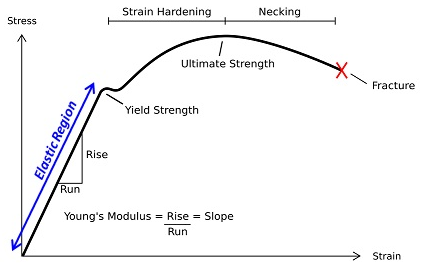 Strain Hardening
Necking
Stress
Ultimate Strength
Fracture
Yield Strength
Elastic Region
Rise
Run
Young's Modulus = Rise = Slope
Run
Strain